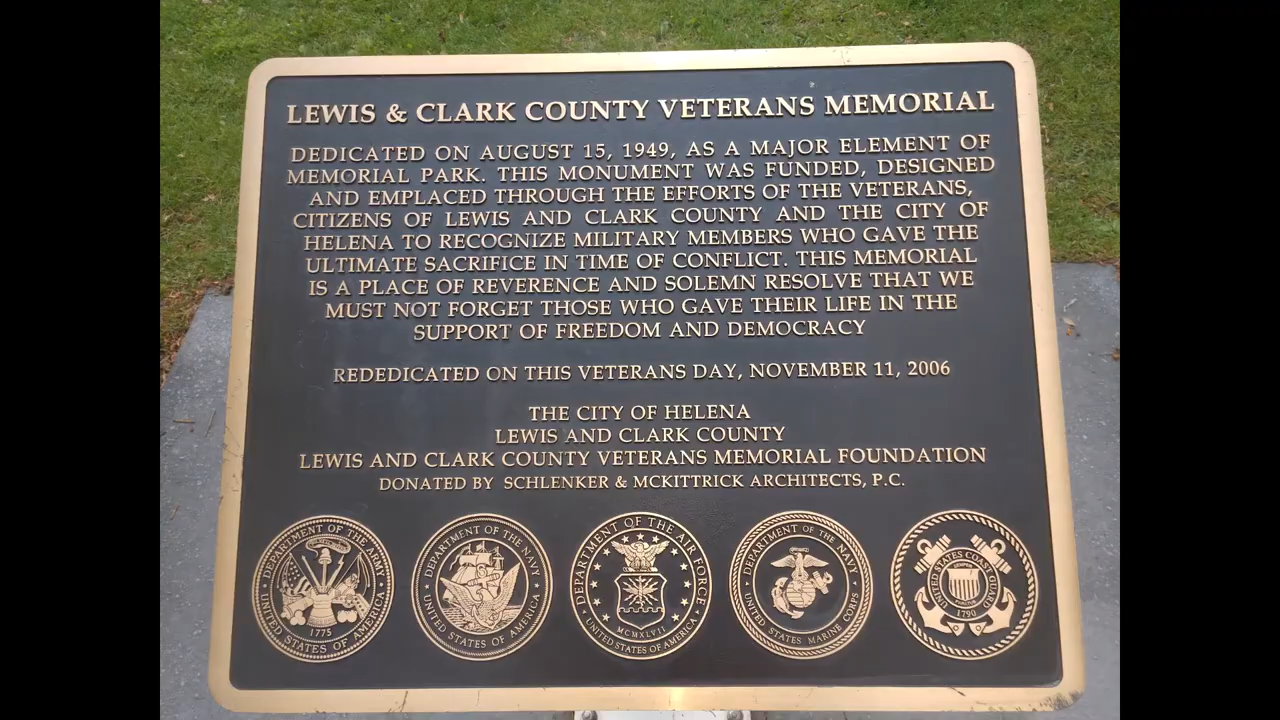 LEWIS & CLARK COUNTY VETERANS MEMORIAL
DEDICATED ON AUGUST 15, 1949, AS A MAJOR ELEMENT OF
MEMORIAL PARK. THIS MONUMENT WAS FUNDED, DESIGNED
AND EMPLACED THROUGH THE EFFORTS OF THE VETERANS,
CITIZENS OF LEWIS AND CLARK COUNTY AND THE CITY OF
HELENA TO RECOGNIZE MILITARY MEMBERS WHO GAVE THE
ULTIMATE SACRIFICE IN TIME OF CONFLICT. THIS MEMORIAL
IS A PLACE OF REVERENCE AND SOLEMN RESOLVE THAT WE
MUST NOT FORGET THOSE WHO GAVE THEIR LIFE IN THE
SUPPORT OF FREEDOM AND DEMOCRACY
REDEDICATED ON THIS VETERANS DAY, NOVEMBER 11, 2006
THE CITY OF HELENA
LEWIS AND CLARK COUNTY
LEWIS AND CLARK COUNTY VETERANS MEMORIAL FOUNDATION
DONATED BY SCHLENKER & MCKITTRICK ARCHITECTS, P.C.
DEPARTMENT OF THE ARMY
UNITED STATES OF AMERICA
1775
DEPARTMENT OF THE NAVY
UNITED STATES OF AMERICA
DEPARTMENT OF THE AIR FORCE
MCMXLVII
UNITED STATES OF AMERICA
DEPARTMENT OF THE NAVY
UNITED STATES MARINE CORPS
UNITED STATES COAST GUARD
1790